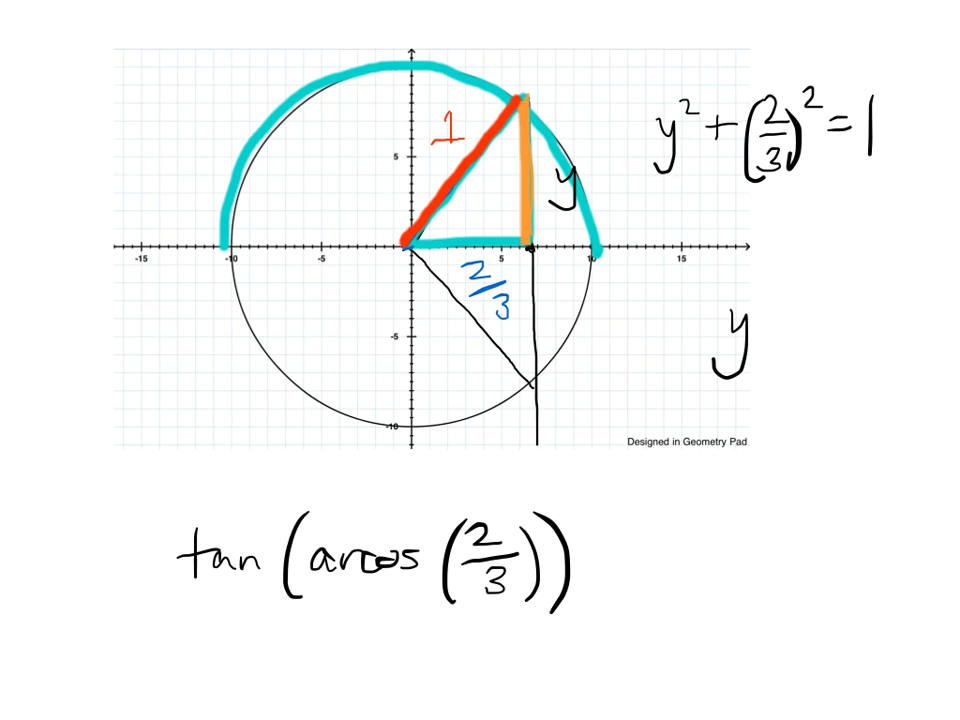 1
y² + (2/3)² = 1
5
y
-15 -10 -5 5 10 15
2/3
-5
y
-10
Designed in Geometry Pad
tan (arccos (2/3))